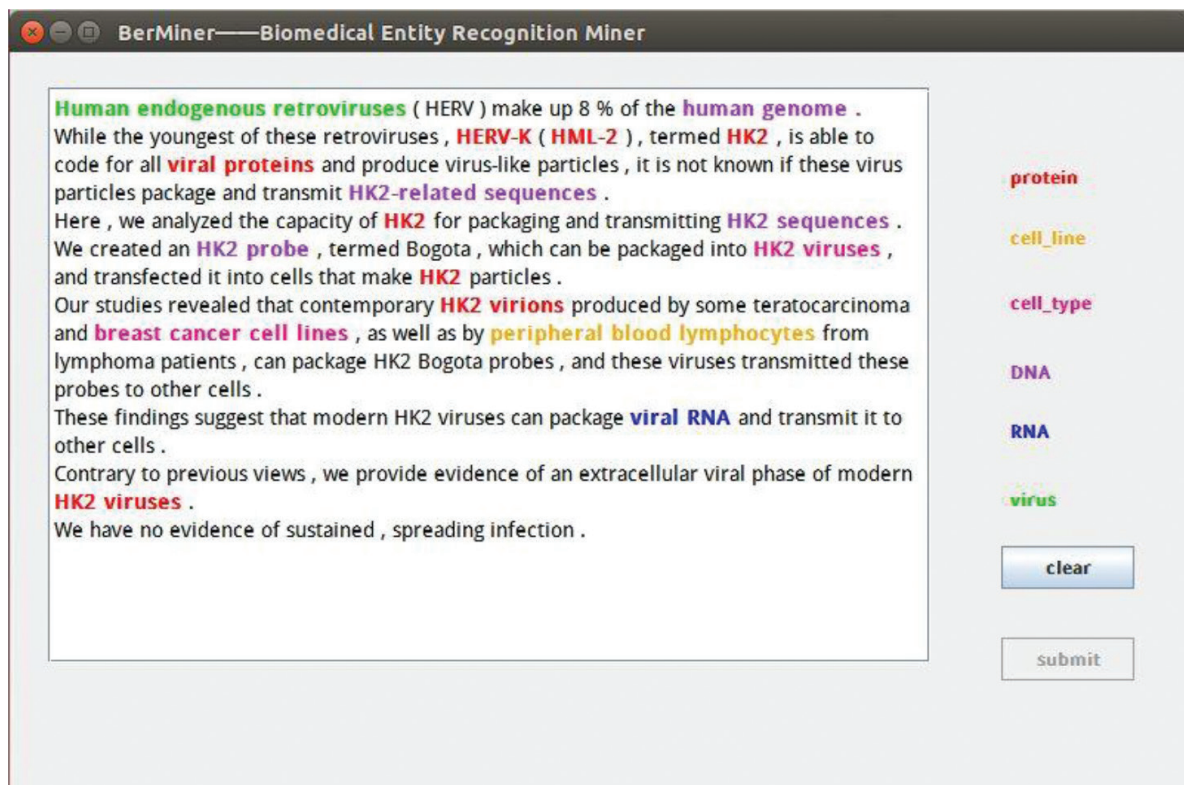 BerMiner——Biomedical Entity Recognition Miner
Human endogenous retroviruses ( HERV ) make up 8 % of the human genome .
While the youngest of these retroviruses , HERV-K ( HML-2 ) , termed HK2 , is able to
code for all viral proteins and produce virus-like particles , it is not known if these virus
particles package and transmit HK2-related sequences .
Here , we analyzed the capacity of HK2 for packaging and transmitting HK2 sequences .
We created an HK2 probe , termed Bogota , which can be packaged into HK2 viruses ,
and transfected it into cells that make HK2 particles .
Our studies revealed that contemporary HK2 virions produced by some teratocarcinoma
and breast cancer cell lines , as well as by peripheral blood lymphocytes from
lymphoma patients , can package HK2 Bogota probes , and these viruses transmitted these
probes to other cells .
These findings suggest that modern HK2 viruses can package viral RNA and transmit it to
other cells .
Contrary to previous views , we provide evidence of an extracellular viral phase of modern
HK2 viruses .
We have no evidence of sustained , spreading infection .
protein
cell_line
cell_type
DNA
RNA
virus
clear
submit